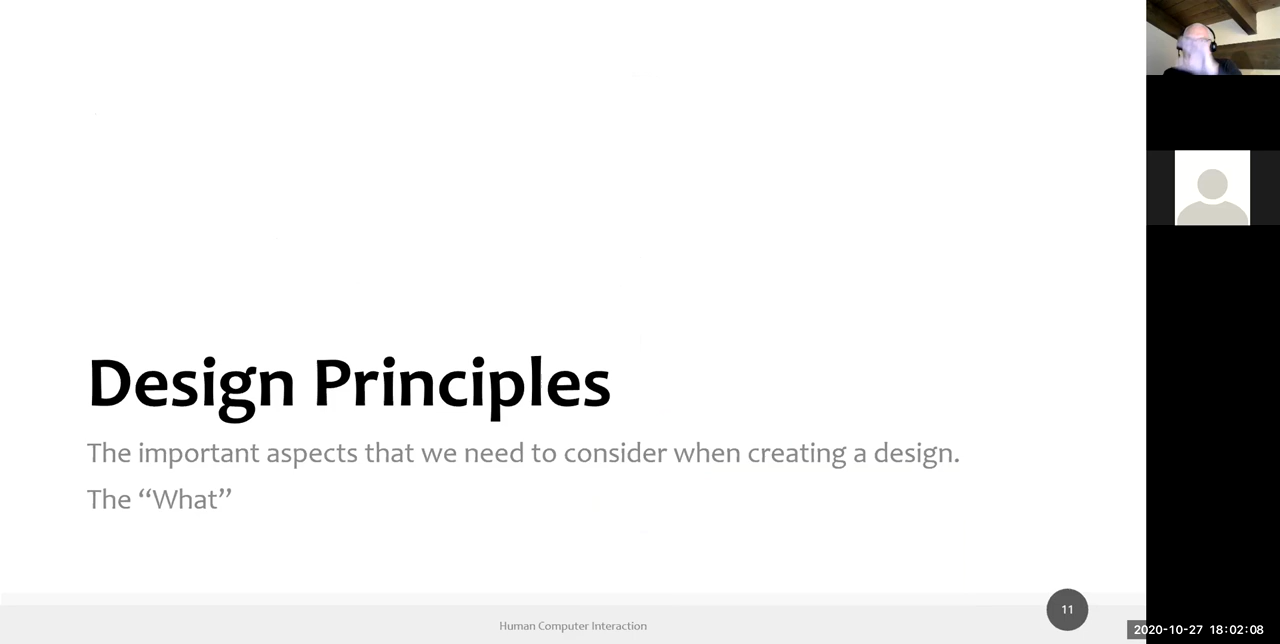 Design Principles
The important aspects that we need to consider when creating a design.
The “What”
11
Human Computer Interaction
2020-10-27 18:02:08